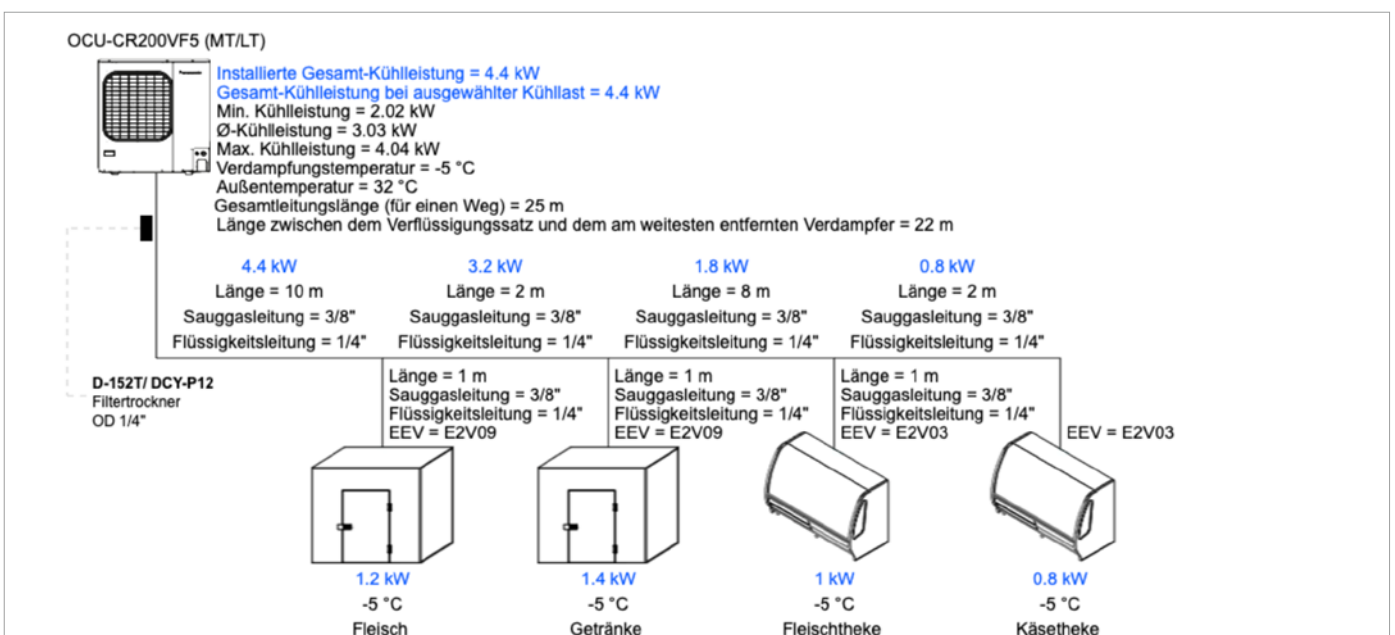 OCU-CR200VF5 (MT/LT)
Installierte Gesamt-Kühlleistung = 4.4 kW
Gesamt-Kühlleistung bei ausgewählter Kühllast = 4.4 kW
Min. Kühlleistung = 2.02 kW
Ø-Kühlleistung = 3.03 kW
Max. Kühlleistung = 4.04 kW
Verdampfungstemperatur = -5 °C
Außentemperatur = 32 °C
Gesamtleitungslänge (für einen Weg) = 25 m
Länge zwischen dem Verflüssigungssatz und dem am weitesten entfernten Verdampfer = 22 m
4.4 kW 3.2 kW 1.8 kW 0.8 kW
Länge = 10 m Länge = 2 m Länge = 8 m Länge = 2 m
Sauggasleitung = 3/8" Sauggasleitung = 3/8" Sauggasleitung = 3/8" Sauggasleitung = 3/8"
Flüssigkeitsleitung = 1/4" Flüssigkeitsleitung = 1/4" Flüssigkeitsleitung = 1/4" Flüssigkeitsleitung = 1/4"
D-152T/ DCY-P12
Filtertrockner
OD 1/4"
Länge = 1 m Länge = 1 m Länge = 1 m
Sauggasleitung = 3/8" Sauggasleitung = 3/8" Sauggasleitung = 3/8"
Flüssigkeitsleitung = 1/4" Flüssigkeitsleitung = 1/4" Flüssigkeitsleitung = 1/4"
EEV = E2V09 EEV = E2V09 EEV = E2V03 EEV = E2V03
1.2 kW 1.4 kW 1 kW 0.8 kW
-5 °C -5 °C -5 °C -5 °C
Fleisch Getränke Fleischtheke Käsetheke